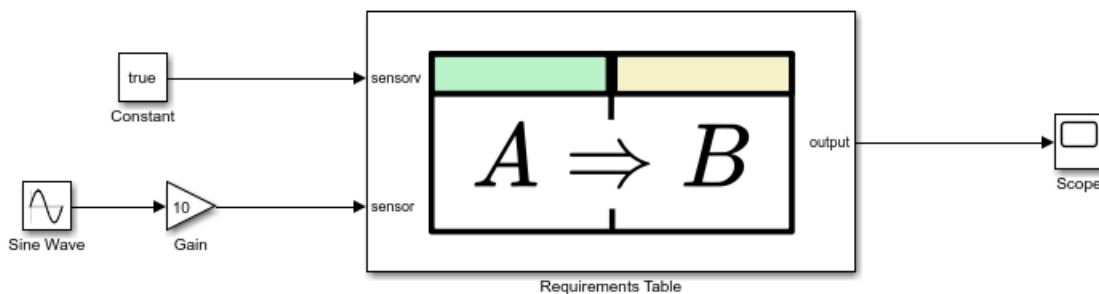 true
Constant
sensorv
A ⇒ B
output
Scope
10
sensor
Sine Wave
Gain
Requirements Table